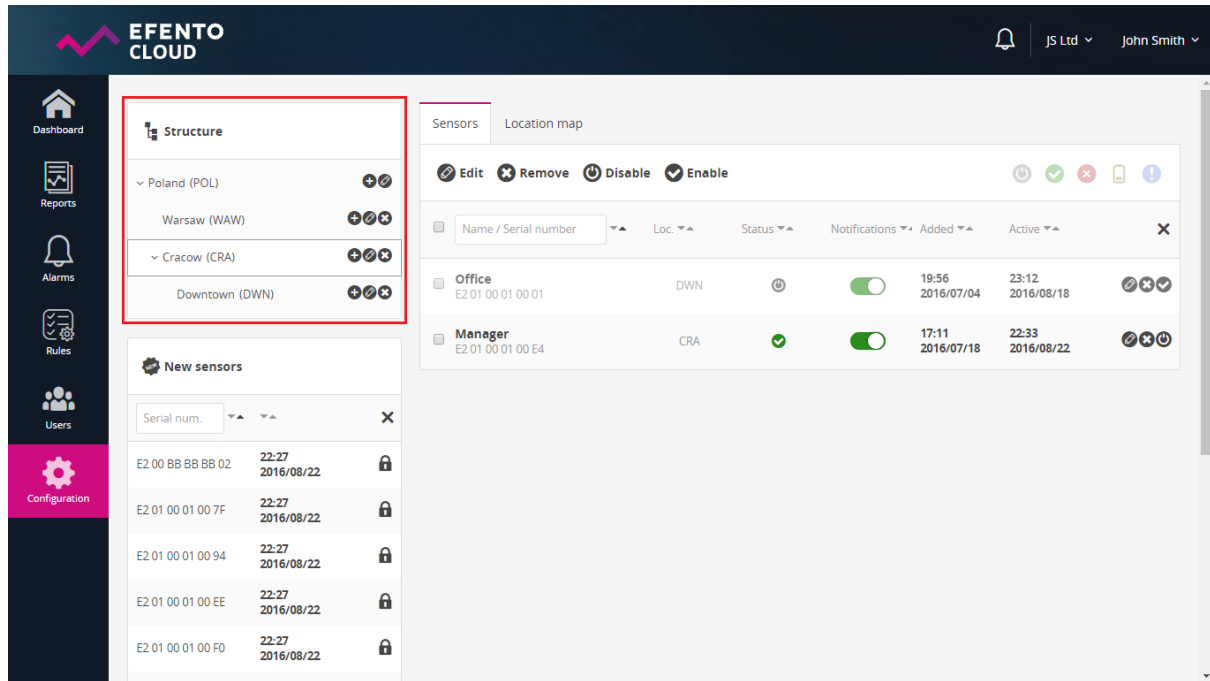 EFENTO
CLOUD
JS Ltd
John Smith
Dashboard
Reports
Alarms
Rules
Users
Configuration
Structure
Poland (POL)
Warsaw (WAW)
Cracow (CRA)
Downtown (DWN)
NEW New sensors
Serial num.
E2 00 BB BB BB 02 22:27
2016/08/22
E2 01 00 01 00 7F 22:27
2016/08/22
E2 01 00 01 00 94 22:27
2016/08/22
E2 01 00 01 00 EE 22:27
2016/08/22
E2 01 00 01 00 F0 22:27
2016/08/22
Sensors Location map
Edit Remove Disable Enable
Name / Serial number Loc. Status Notifications Added Active
Office DWN 19:56 23:12
E2 01 00 01 00 01 2016/07/04 2016/08/18
Manager CRA 17:11 22:33
E2 01 00 01 00 E4 2016/07/18 2016/08/22